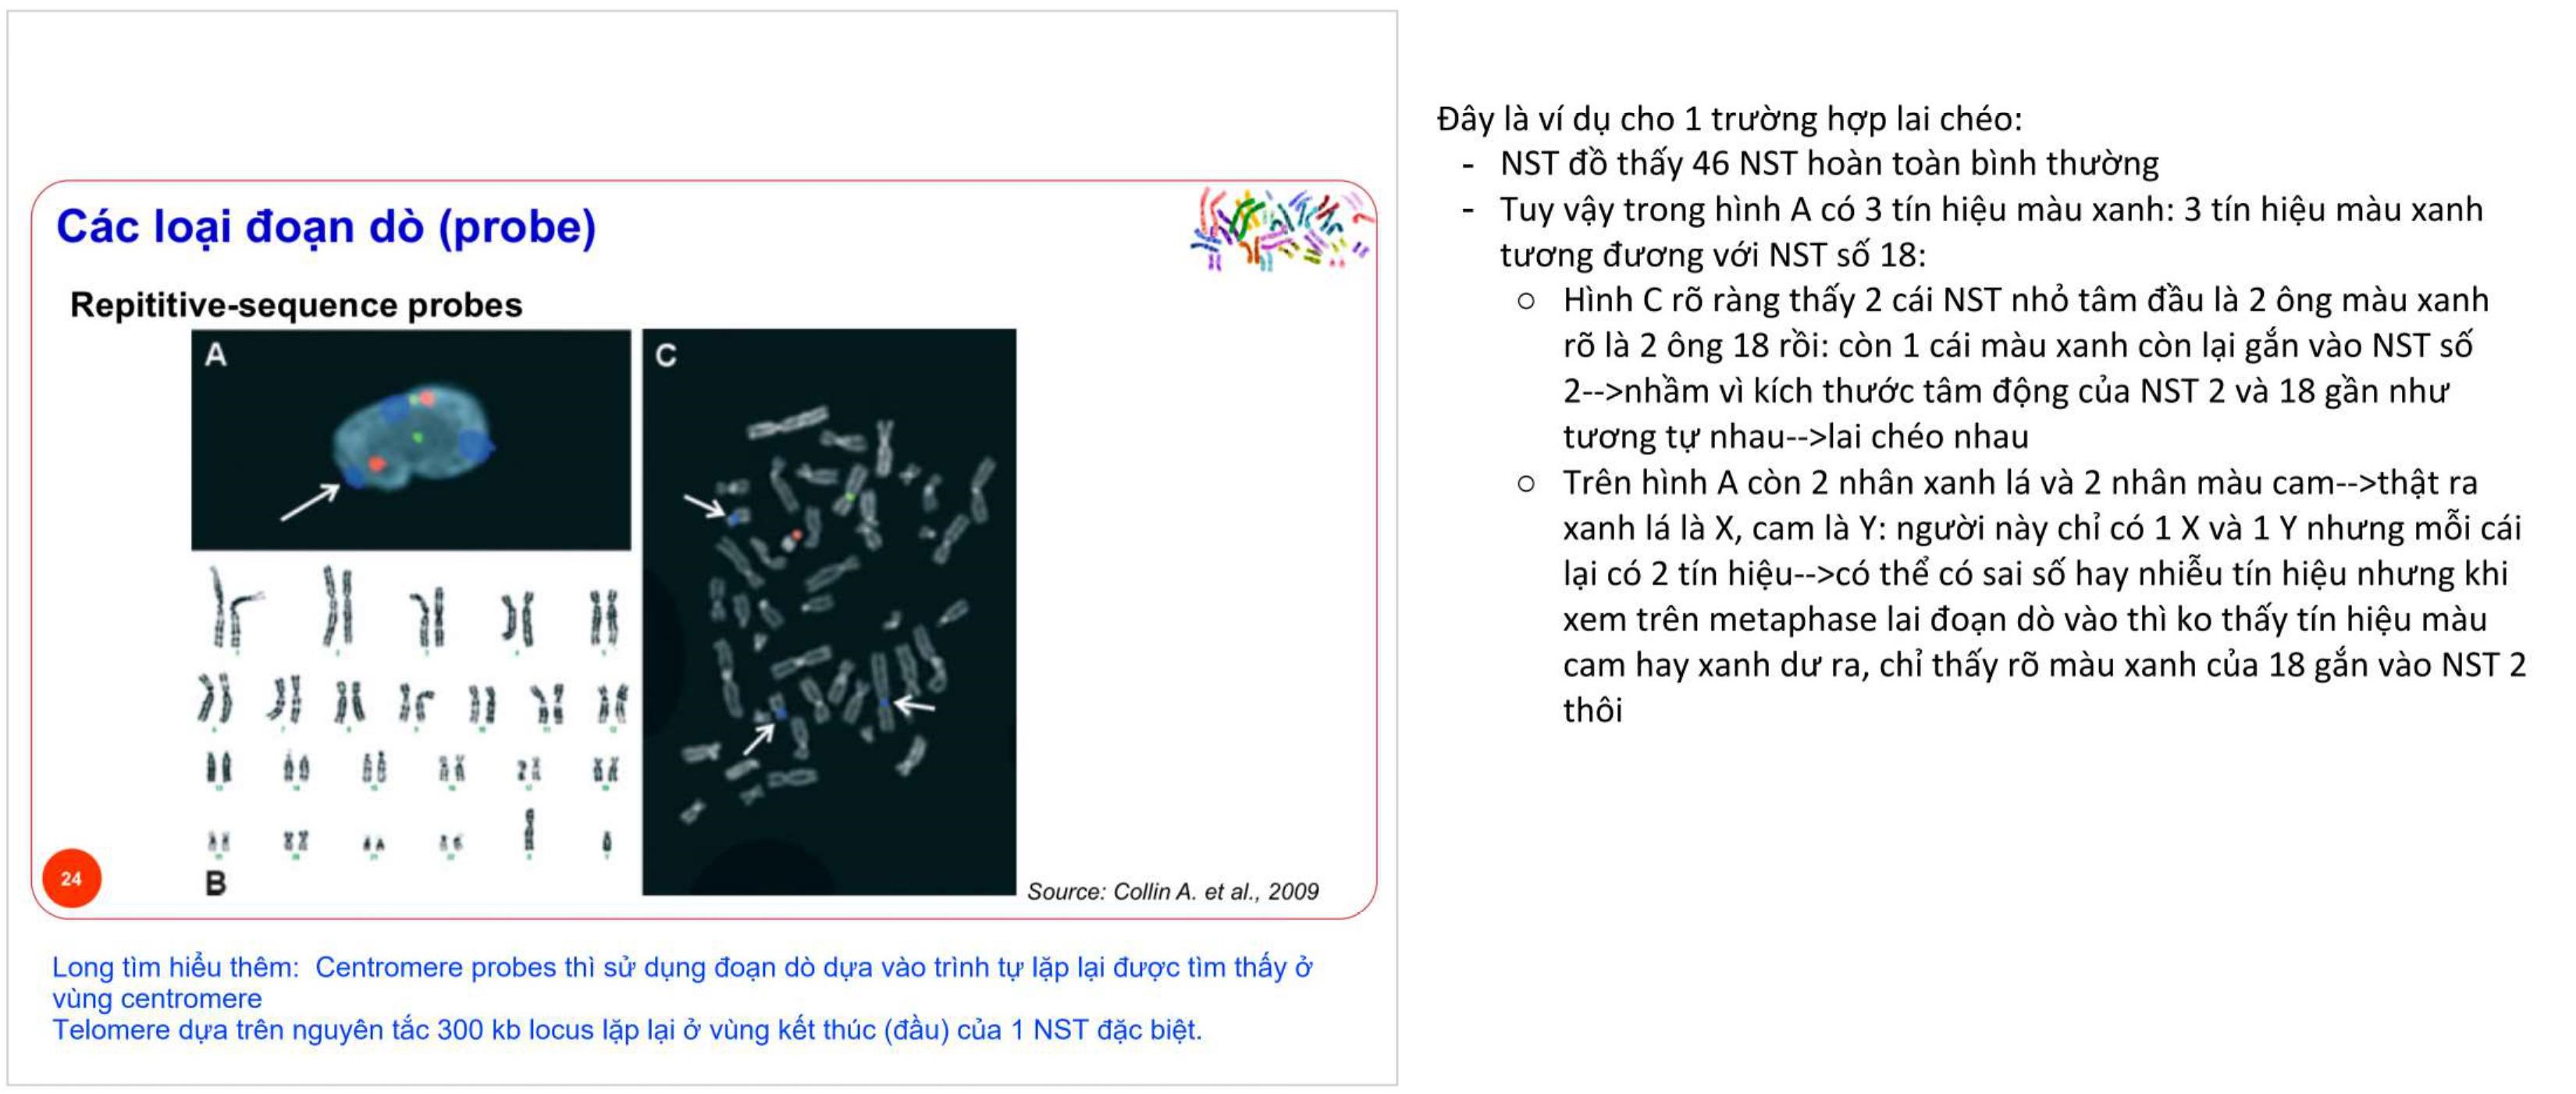 Các loại đoạn dò (probe)
Repititive-sequence probes
A
C
B
24
Source: Collin A. et al., 2009
Long tìm hiểu thêm: Centromere probes thì sử dụng đoạn dò dựa vào trình tự lặp lại được tìm thấy ở
vùng centromere
Telomere dựa trên nguyên tắc 300 kb locus lặp lại ở vùng kết thúc (đầu) của 1 NST đặc biệt.
Đây là ví dụ cho 1 trường hợp lai chéo:
- NST đồ thấy 46 NST hoàn toàn bình thường
- Tuy vậy trong hình A có 3 tín hiệu màu xanh: 3 tín hiệu màu xanh
tương đương với NST số 18:
○ Hình C rõ ràng thấy 2 cái NST nhỏ tâm đầu là 2 ông màu xanh
rõ là 2 ông 18 rồi: còn 1 cái màu xanh còn lại gắn vào NST số
2-->nhầm vì kích thước tâm động của NST 2 và 18 gần như
tương tự nhau-->lai chéo nhau
○ Trên hình A còn 2 nhân xanh lá và 2 nhân màu cam-->thật ra
xanh lá là X, cam là Y: người này chỉ có 1 X và 1 Y nhưng mỗi cái
lại có 2 tín hiệu-->có thể có sai số hay nhiễu tín hiệu nhưng khi
xem trên metaphase lai đoạn dò vào thì ko thấy tín hiệu màu
cam hay xanh dư ra, chỉ thấy rõ màu xanh của 18 gắn vào NST 2
thôi